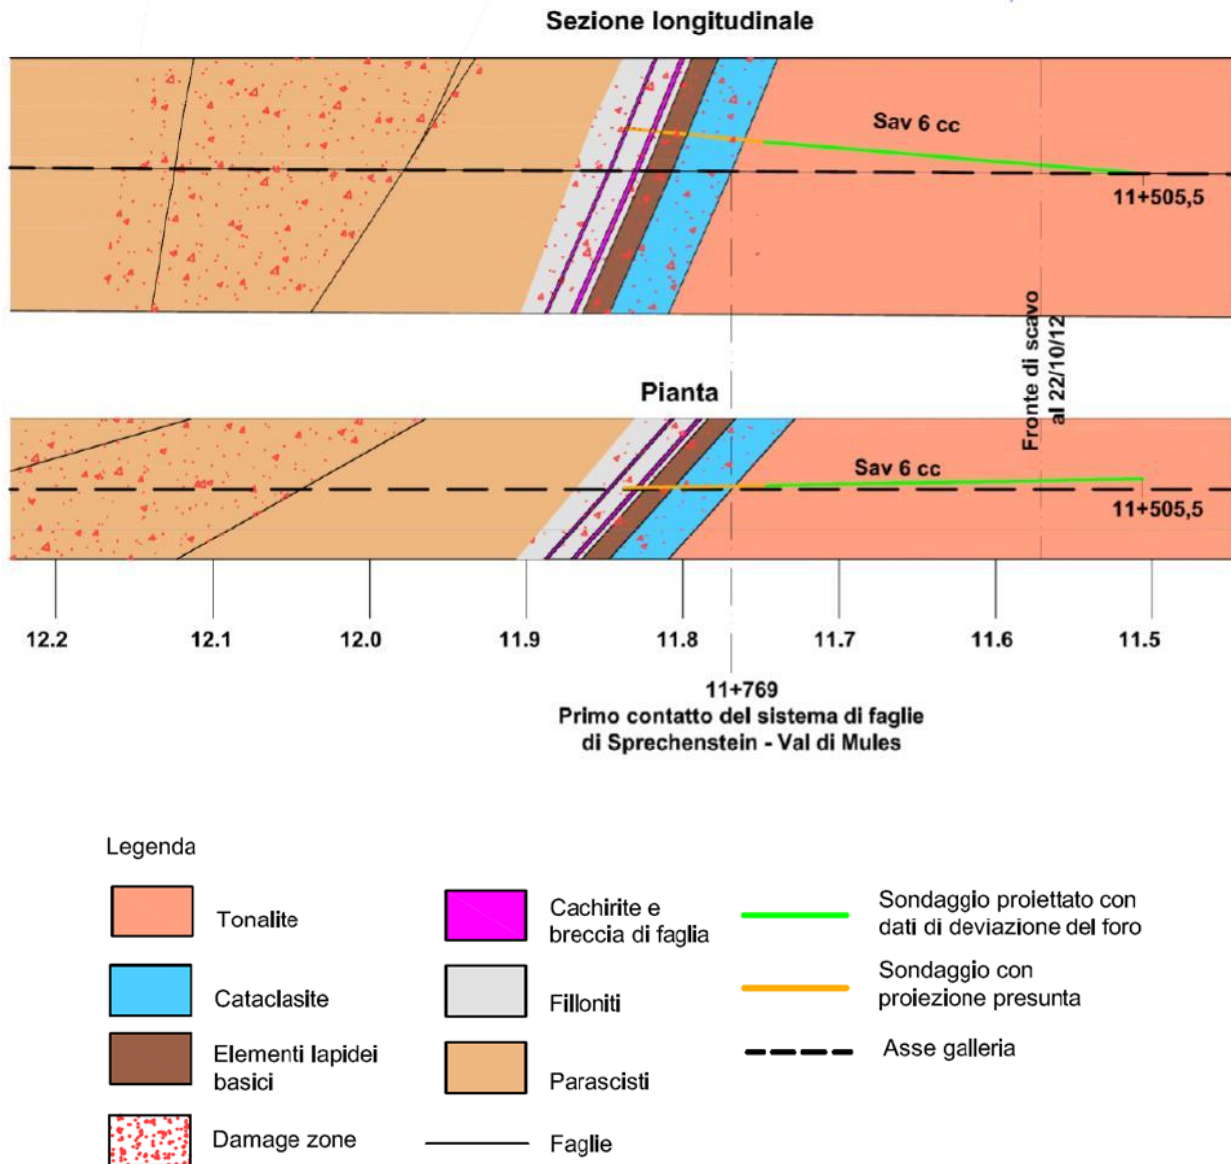 Sezione longitudinale
Sav 6 cc
11+505,5
Fronte di scavo
al 22/10/12
Pianta
Sav 6 cc
11+505,5
12.2 12.1 12.0 11.9 11.8 11.7 11.6 11.5
11+769
Primo contatto del sistema di faglie
di Sprechenstein - Val di Mules
Legenda
Tonalite
Cataclasite
Elementi lapidei
basici
Damage zone
Cachirite e
breccia di faglia
Filloniti
Parascisti
Faglie
Sondaggio proiettato con
dati di deviazione del foro
Sondaggio con
proiezione presunta
Asse galleria